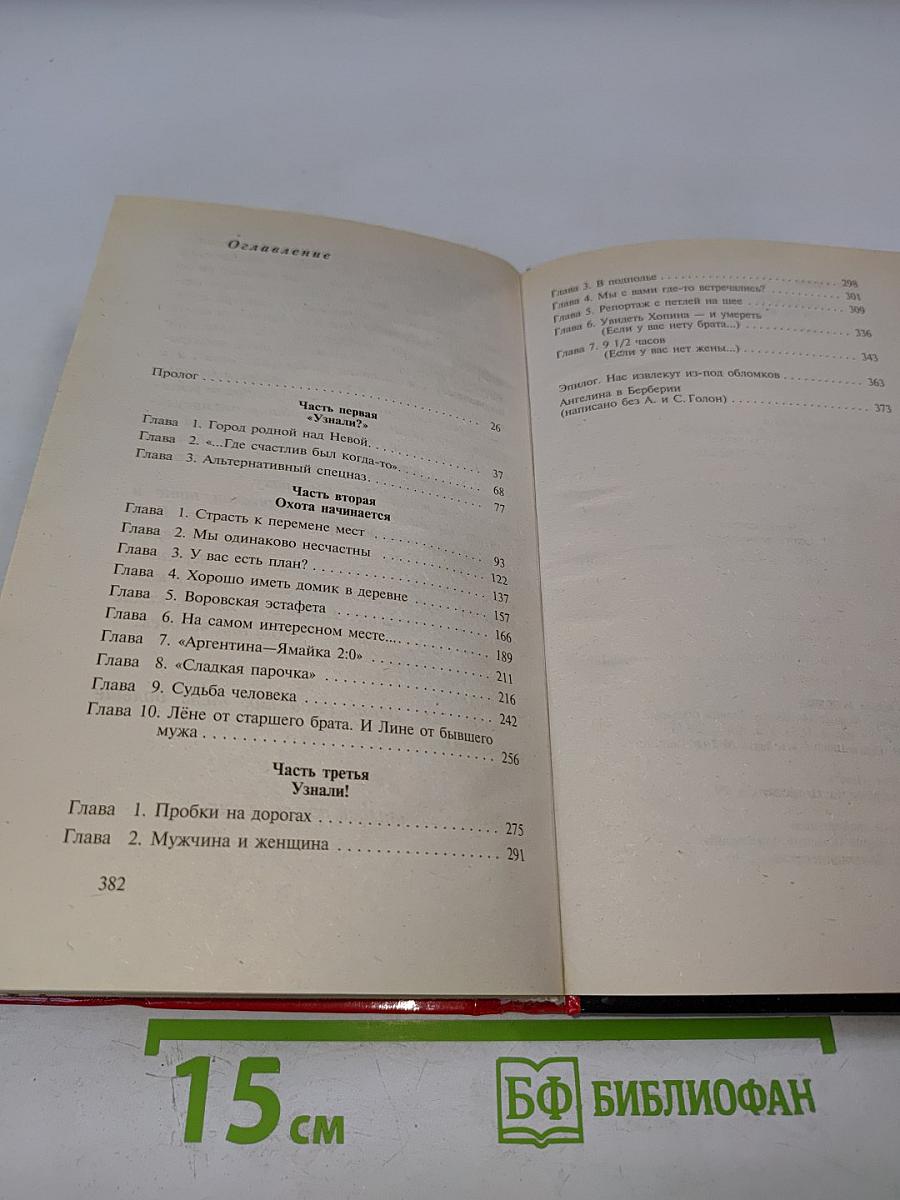 Оглавление
Пролог . . . . . . . . . . . . . . . . . . . . . . . . . . . . 26
Часть первая
«Узнали?»
Глава 1. Город родной над Невой. . . . . . . . . . . . . 37
Глава 2. «...Где счастлив был когда-то». . . . . . . . . . 68
Глава 3. Альтернативный спецназ. . . . . . . . . . . . . 77
Часть вторая
Охота начинается
Глава 1. Страсть к перемене мест . . . . . . . . . . . . 93
Глава 2. Мы одинаково несчастны . . . . . . . . . . . . 122
Глава 3. У вас есть план? . . . . . . . . . . . . . . . . 137
Глава 4. Хорошо иметь домик в деревне . . . . . . . . . 157
Глава 5. Воровская эстафета . . . . . . . . . . . . . . . 166
Глава 6. На самом интересном месте... . . . . . . . . . . 189
Глава 7. «Аргентина—Ямайка 2:0» . . . . . . . . . . . . 211
Глава 8. «Сладкая парочка» . . . . . . . . . . . . . . . 216
Глава 9. Судьба человека . . . . . . . . . . . . . . . . 242
Глава 10. Лёне от старшего брата. И Лине от бывшего
мужа . . . . . . . . . . . . . . . . . . . . . . . . . . 256
Часть третья
Узнали!
Глава 1. Пробки на дорогах . . . . . . . . . . . . . . . 275
Глава 2. Мужчина и женщина . . . . . . . . . . . . . . 291
382
Глава 3. В подполье . . . . . . . . . . . . . . . . . . . 298
Глава 4. Мы с вами где-то встречались? . . . . . . . . . 301
Глава 5. Репортаж с петлей на шее . . . . . . . . . . . 309
Глава 6. Увидеть Хопина — и умереть
(Если у вас нету брата...) . . . . . . . . . . . . . . . 336
Глава 7. 9 1/2 часов
(Если у вас нет жены...) . . . . . . . . . . . . . . . . 343
Эпилог. Нас извлекут из-под обломков . . . . . . . . . . 363
Ангелина в Берберии
(написано без А. и С. Голон) . . . . . . . . . . . . . . 373
15 см
БФ БИБЛИОФАН